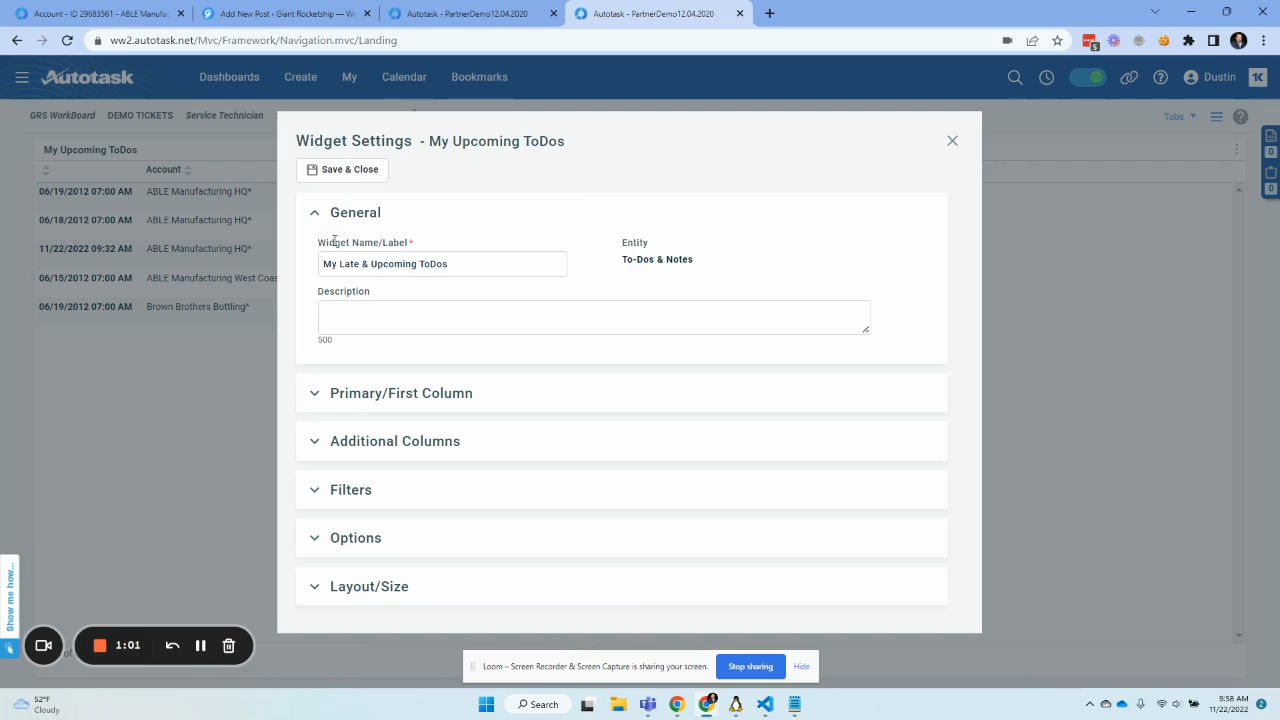 Account - ID 29683561 - ABLE Manufac
Add New Post ‹ Giant Rocketship — W
Autotask - PartnerDemo12.04.2020
Autotask - PartnerDemo12.04.2020
ww2.autotask.net/Mvc/Framework/Navigation.mvc/Landing
5
Autotask
Dashboards
Create
My
Calendar
Bookmarks
Dustin
GRS WorkBoard
DEMO TICKETS
Service Technician
Tabs
My Upcoming ToDos
Account
06/19/2012 07:00 AM ABLE Manufacturing HQ*
06/18/2012 07:00 AM ABLE Manufacturing HQ*
11/22/2022 09:32 AM ABLE Manufacturing HQ*
06/15/2012 07:00 AM ABLE Manufacturing West Coas
06/19/2012 07:00 AM Brown Brothers Bottling*
0
0
Widget Settings - My Upcoming ToDos
Save & Close
General
Widget Name/Label*
My Late & Upcoming ToDos
Entity
To-Dos & Notes
Description
500
Primary/First Column
Additional Columns
Filters
Options
Layout/Size
Show me how...
1:01
of
Loom – Screen Recorder & Screen Capture is sharing your screen.
Stop sharing
Hide
52°F
Cloudy
Search
9:58 AM
11/22/2022
2